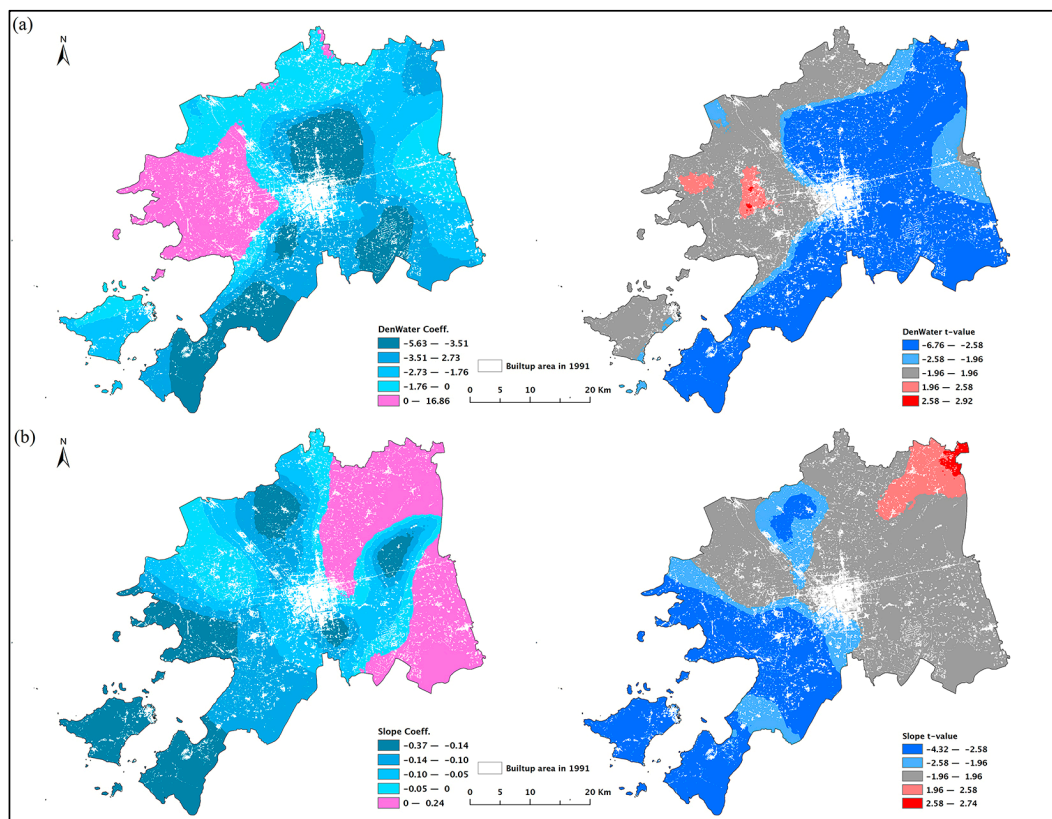 (a)
N
DenWater Coeff.
−5.63 — −3.51
−3.51 — 2.73
−2.73 — −1.76
−1.76 — 0
0 — 16.86
Builtup area in 1991
0 5 10 20 Km
DenWater t-value
−6.76 — −2.58
−2.58 — −1.96
−1.96 — 1.96
1.96 — 2.58
2.58 — 2.92
(b)
N
Slope Coeff.
−0.37 — −0.14
−0.14 — −0.10
−0.10 — −0.05
−0.05 — 0
0 — 0.24
Builtup area in 1991
0 5 10 20 Km
Slope t-value
−4.32 — −2.58
−2.58 — −1.96
−1.96 — 1.96
1.96 — 2.58
2.58 — 2.74